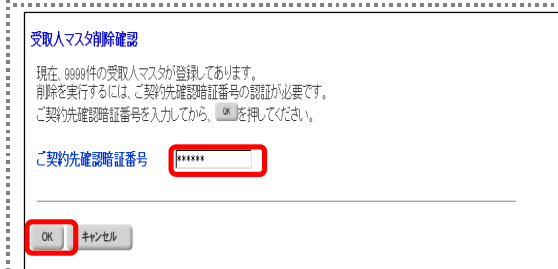 受取人マスタ削除確認
現在、9999件の受取人マスタが登録してあります。
削除を実行するには、ご契約先確認暗証番号の認証が必要です。
ご契約先確認暗証番号を入力してから、OKを押してください。
ご契約先確認暗証番号 ******
OK キャンセル